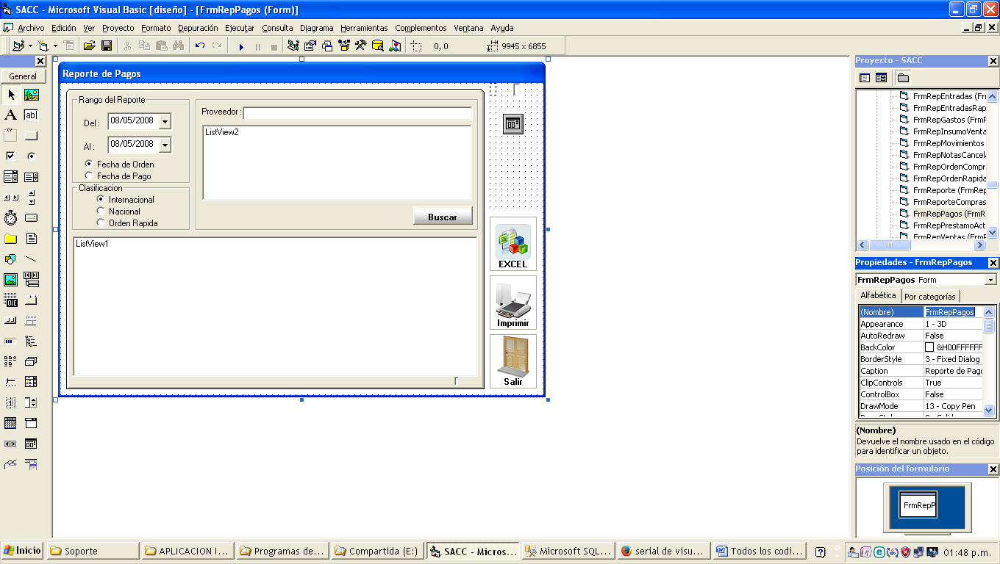 SACC - Microsoft Visual Basic [diseño] - [FrmRepPagos (Form)]
Archivo Edición Ver Proyecto Formato Depuración Ejecutar Consulta Diagrama Herramientas Complementos Ventana Ayuda
0, 0 9945 x 6855
General
Reporte de Pagos
Rango del Reporte
Del :
08/05/2008
Al :
08/05/2008
Fecha de Orden
Fecha de Pago
Clasificacion
Internacional
Nacional
Orden Rapida
Proveedor :
ListView2
Buscar
ListView1
EXCEL
Imprimir
Salir
Proyecto - SACC
FrmRepEntradas (Fr
FrmRepEntradasRap
FrmRepGastos (FrmF
FrmRepInsumoVenta
FrmRepMovimientos
FrmRepNotasCancela
FrmRepOrdenCompr
FrmRepOrdenRapida
FrmReporte (FrmRep
FrmReporteCompras
FrmRepPagos (FrmR
FrmRepPrestamoAct
FrmRepVentas (FrmF
Propiedades - FrmRepPagos
FrmRepPagos Form
Alfabética Por categorías
(Nombre) FrmRepPagos
Appearance 1 - 3D
AutoRedraw False
BackColor &H00FFFFFF
BorderStyle 3 - Fixed Dialog
Caption Reporte de Pago
ClipControls True
ControlBox False
DrawMode 13 - Copy Pen
(Nombre)
Devuelve el nombre usado en el código
para identificar un objeto.
Posición del formulario
FrmRepP
Inicio
Soporte
APLICACION I...
Programas de...
Compartida (E:)
SACC - Micros...
Microsoft SQL...
serial de visu...
Todos los codi...
01:48 p.m.